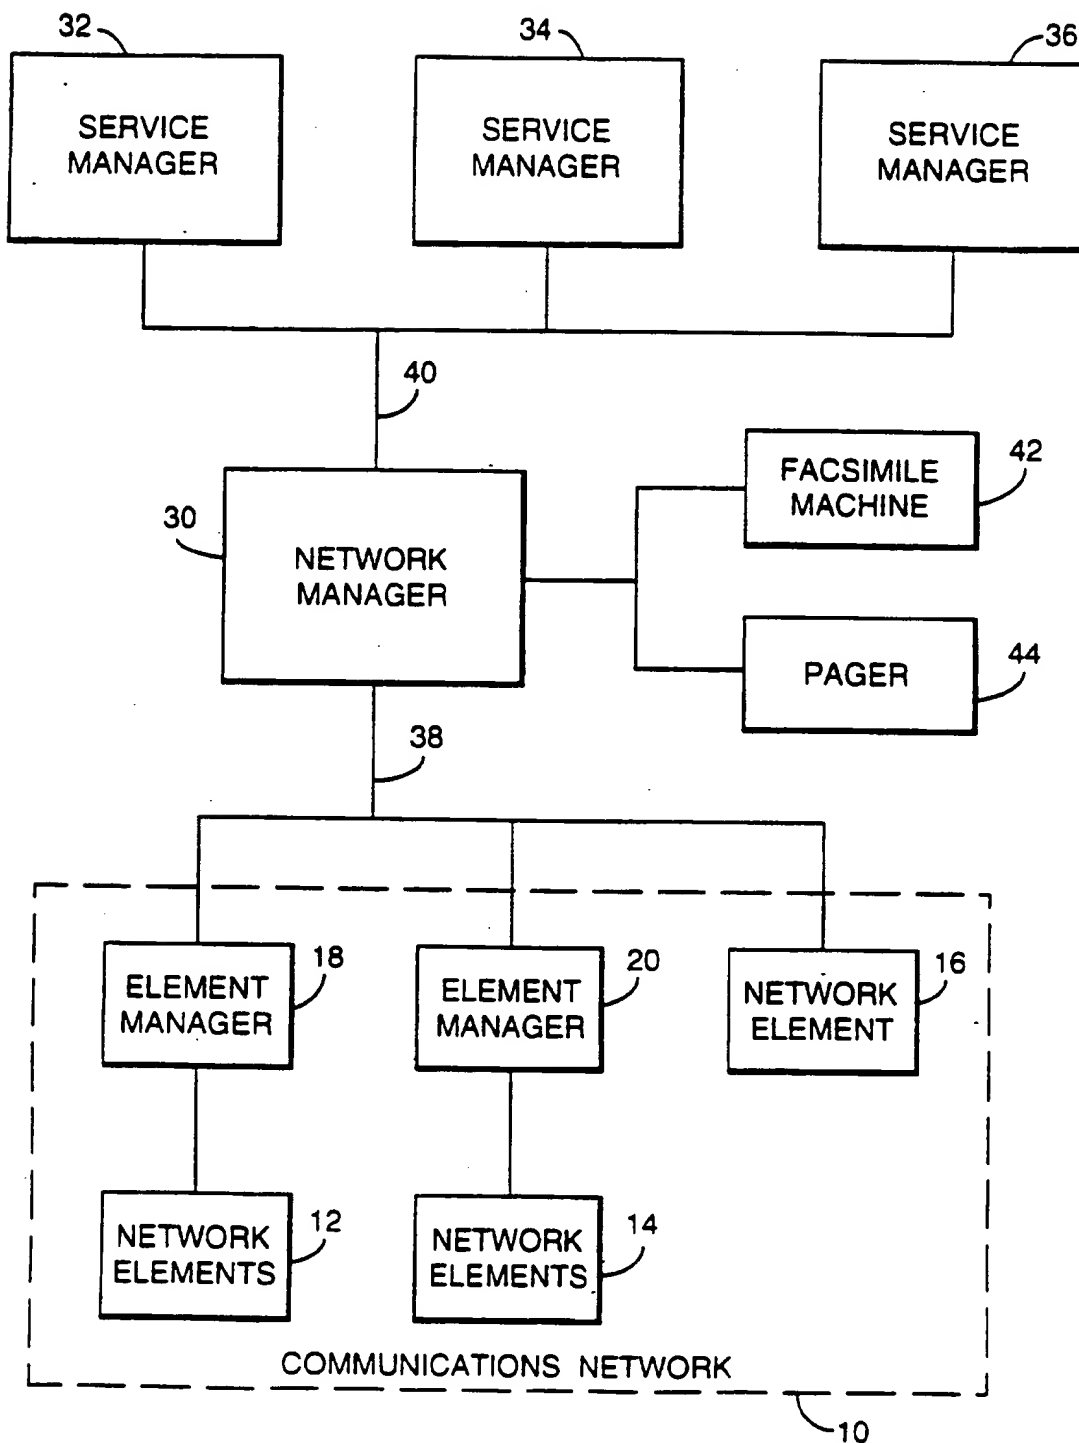 32
34
36
SERVICE
MANAGER
SERVICE
MANAGER
SERVICE
MANAGER
40
FACSIMILE
MACHINE
42
30
NETWORK
MANAGER
PAGER
44
38
ELEMENT
MANAGER
18
ELEMENT
MANAGER
20
NETWORK
ELEMENT
16
NETWORK
ELEMENTS
12
NETWORK
ELEMENTS
14
COMMUNICATIONS NETWORK
10